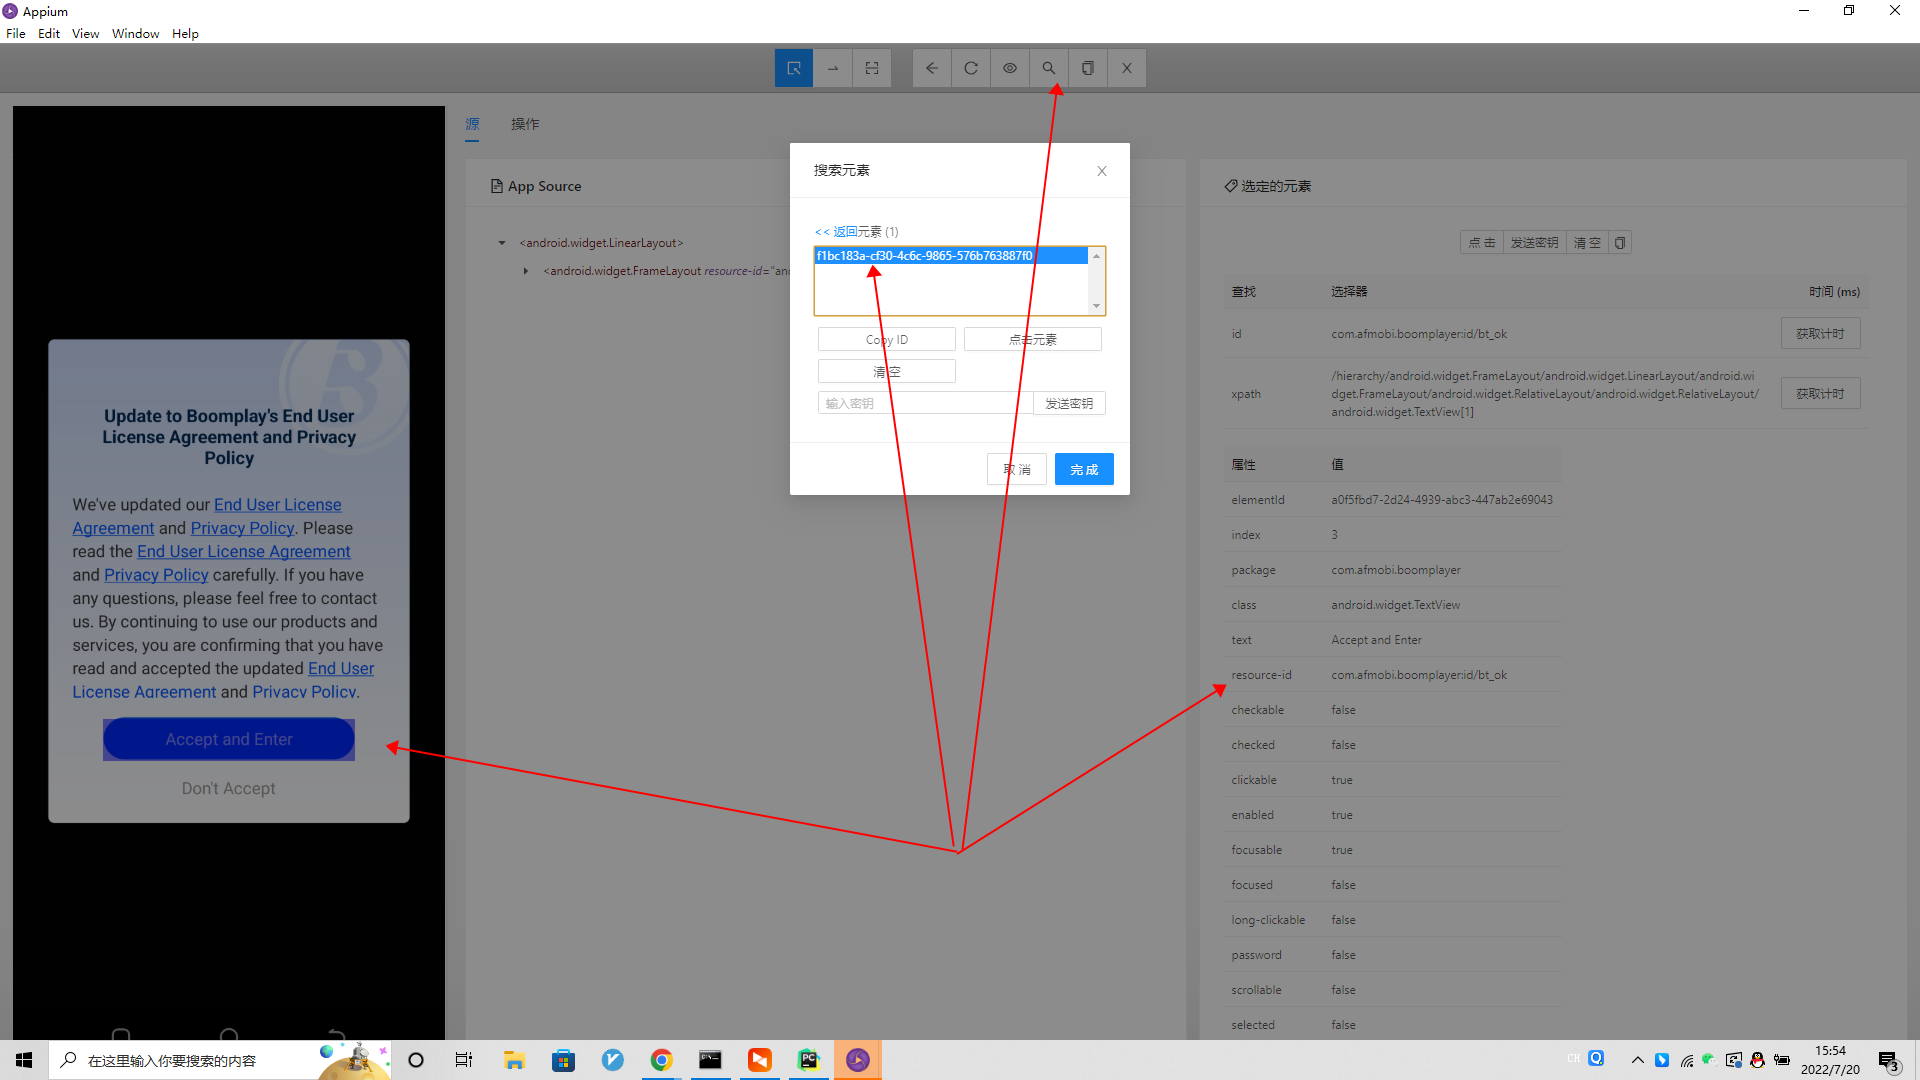 Appium
File Edit View Window Help
源 操作
App Source
<android.widget.LinearLayout>
<android.widget.FrameLayout resource-id="an
Update to Boomplay's End User
License Agreement and Privacy
Policy
We've updated our End User License
Agreement and Privacy Policy. Please
read the End User License Agreement
and Privacy Policy carefully. If you have
any questions, please feel free to contact
us. By continuing to use our products and
services, you are confirming that you have
read and accepted the updated End User
License Agreement and Privacy Policy.
Accept and Enter
Don't Accept
搜索元素
<< 返回元素 (1)
f1bc183a-cf30-4c6c-9865-576b763887f0
Copy ID 点击元素
清 空
输入密钥 发送密钥
取 消 完 成
选定的元素
点 击 发送密钥 清 空
查找 选择器 时间 (ms)
id com.afmobi.boomplayer:id/bt_ok 获取计时
xpath /hierarchy/android.widget.FrameLayout/android.widget.LinearLayout/android.wi
dget.FrameLayout/android.widget.RelativeLayout/android.widget.RelativeLayout/
android.widget.TextView[1]
获取计时
属性 值
elementId a0f5fbd7-2d24-4939-abc3-447ab2e69043
index 3
package com.afmobi.boomplayer
class android.widget.TextView
text Accept and Enter
resource-id com.afmobi.boomplayer:id/bt_ok
checkable false
checked false
clickable true
enabled true
focusable true
focused false
long-clickable false
password false
scrollable false
selected false
在这里输入你要搜索的内容
CH
15:54
2022/7/20
3